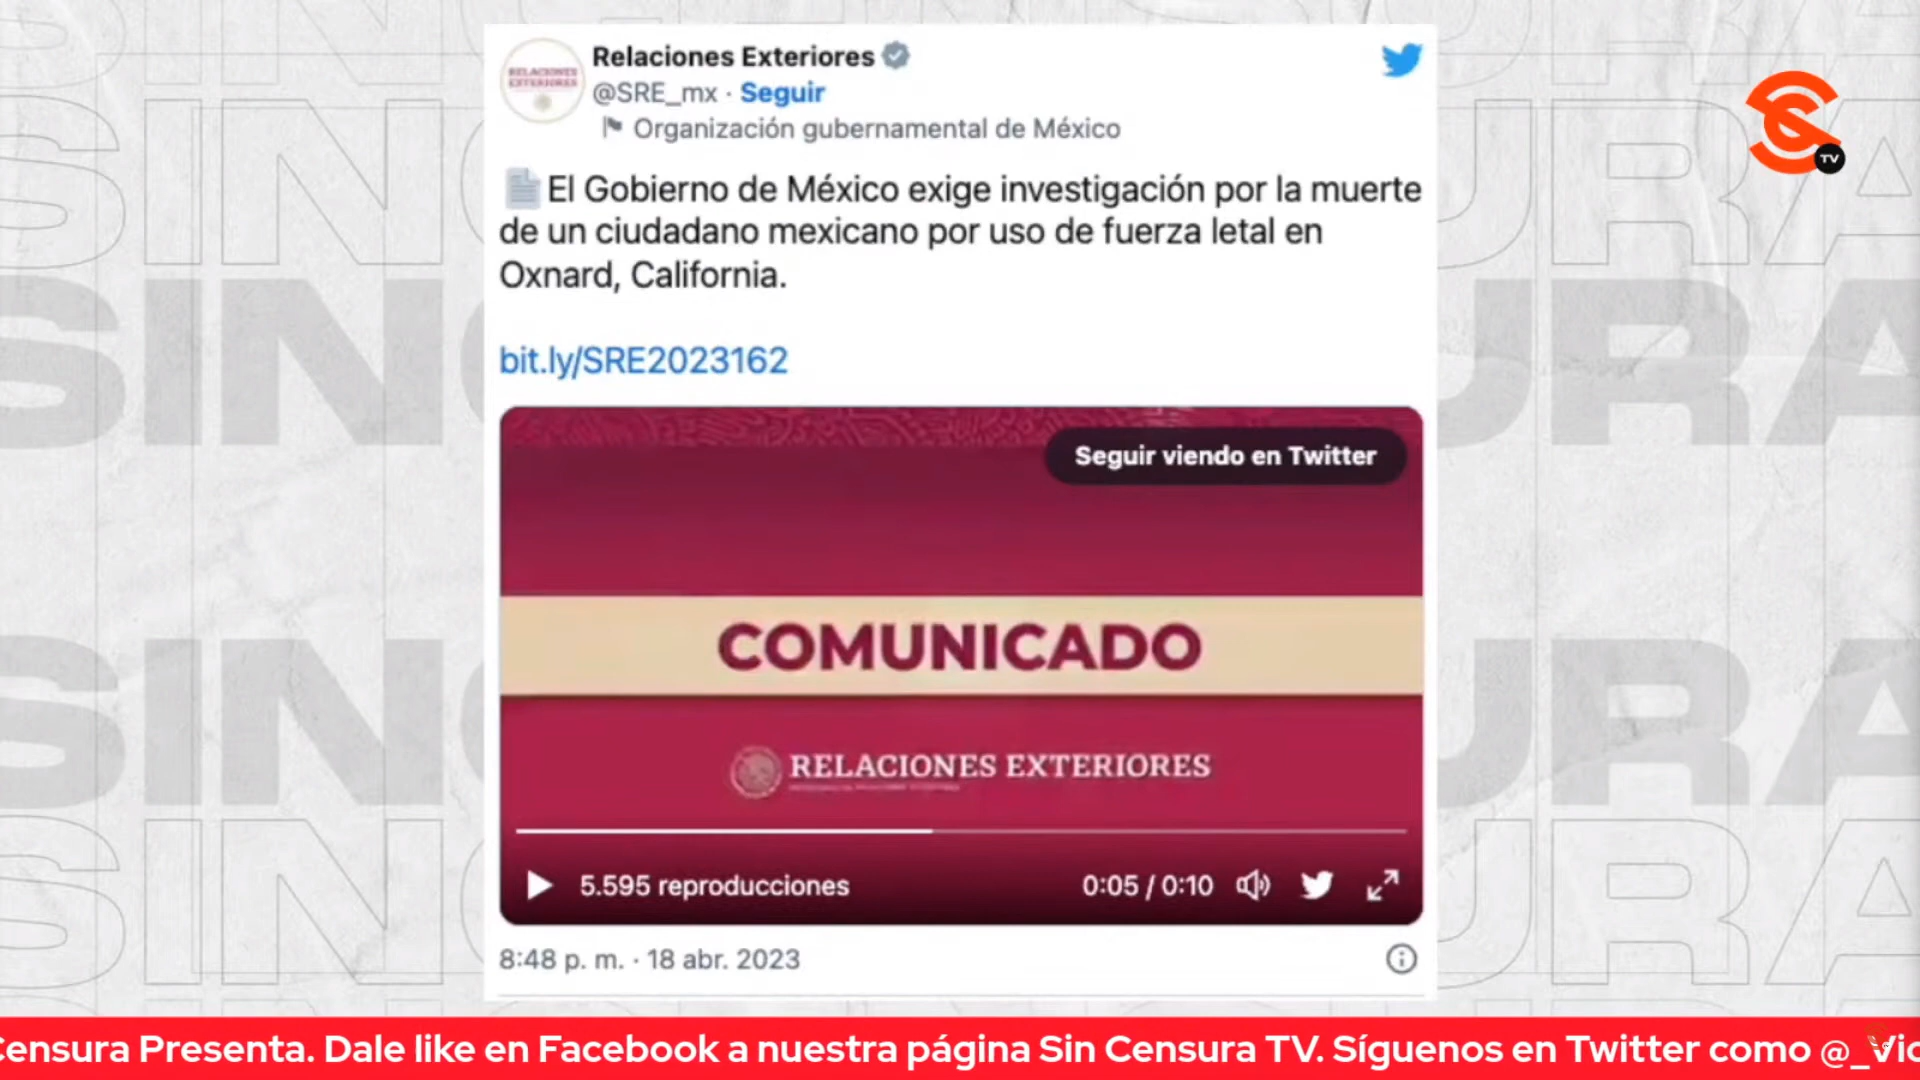 Relaciones Exteriores
@SRE_mx · Seguir
Organización gubernamental de México
RELACIONES
EXTERIORES
TV
El Gobierno de México exige investigación por la muerte
de un ciudadano mexicano por uso de fuerza letal en
Oxnard, California.
bit.ly/SRE2023162
Seguir viendo en Twitter
COMUNICADO
RELACIONES EXTERIORES
5.595 reproducciones
0:05 / 0:10
8:48 p. m. · 18 abr. 2023
Censura Presenta. Dale like en Facebook a nuestra página Sin Censura TV. Síguenos en Twitter como @_Vic